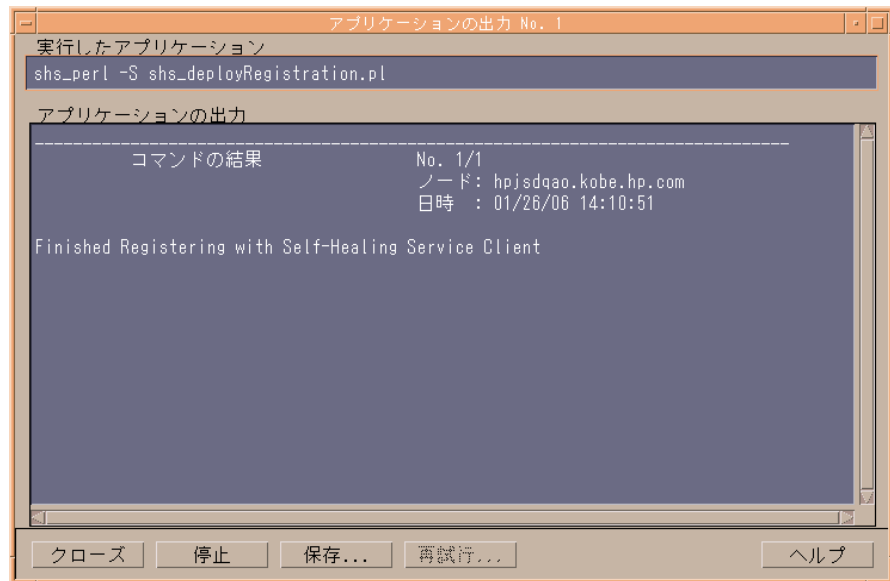 アプリケーションの出力 No. 1
実行したアプリケーション
shs_perl -S shs_deployRegistration.pl
アプリケーションの出力
コマンドの結果 No. 1/1
ノード: hpjsdqao.kobe.hp.com
日時 : 01/26/06 14:10:51
Finished Registering with Self-Healing Service Client
クローズ 停止 保存... 再試行... ヘルプ